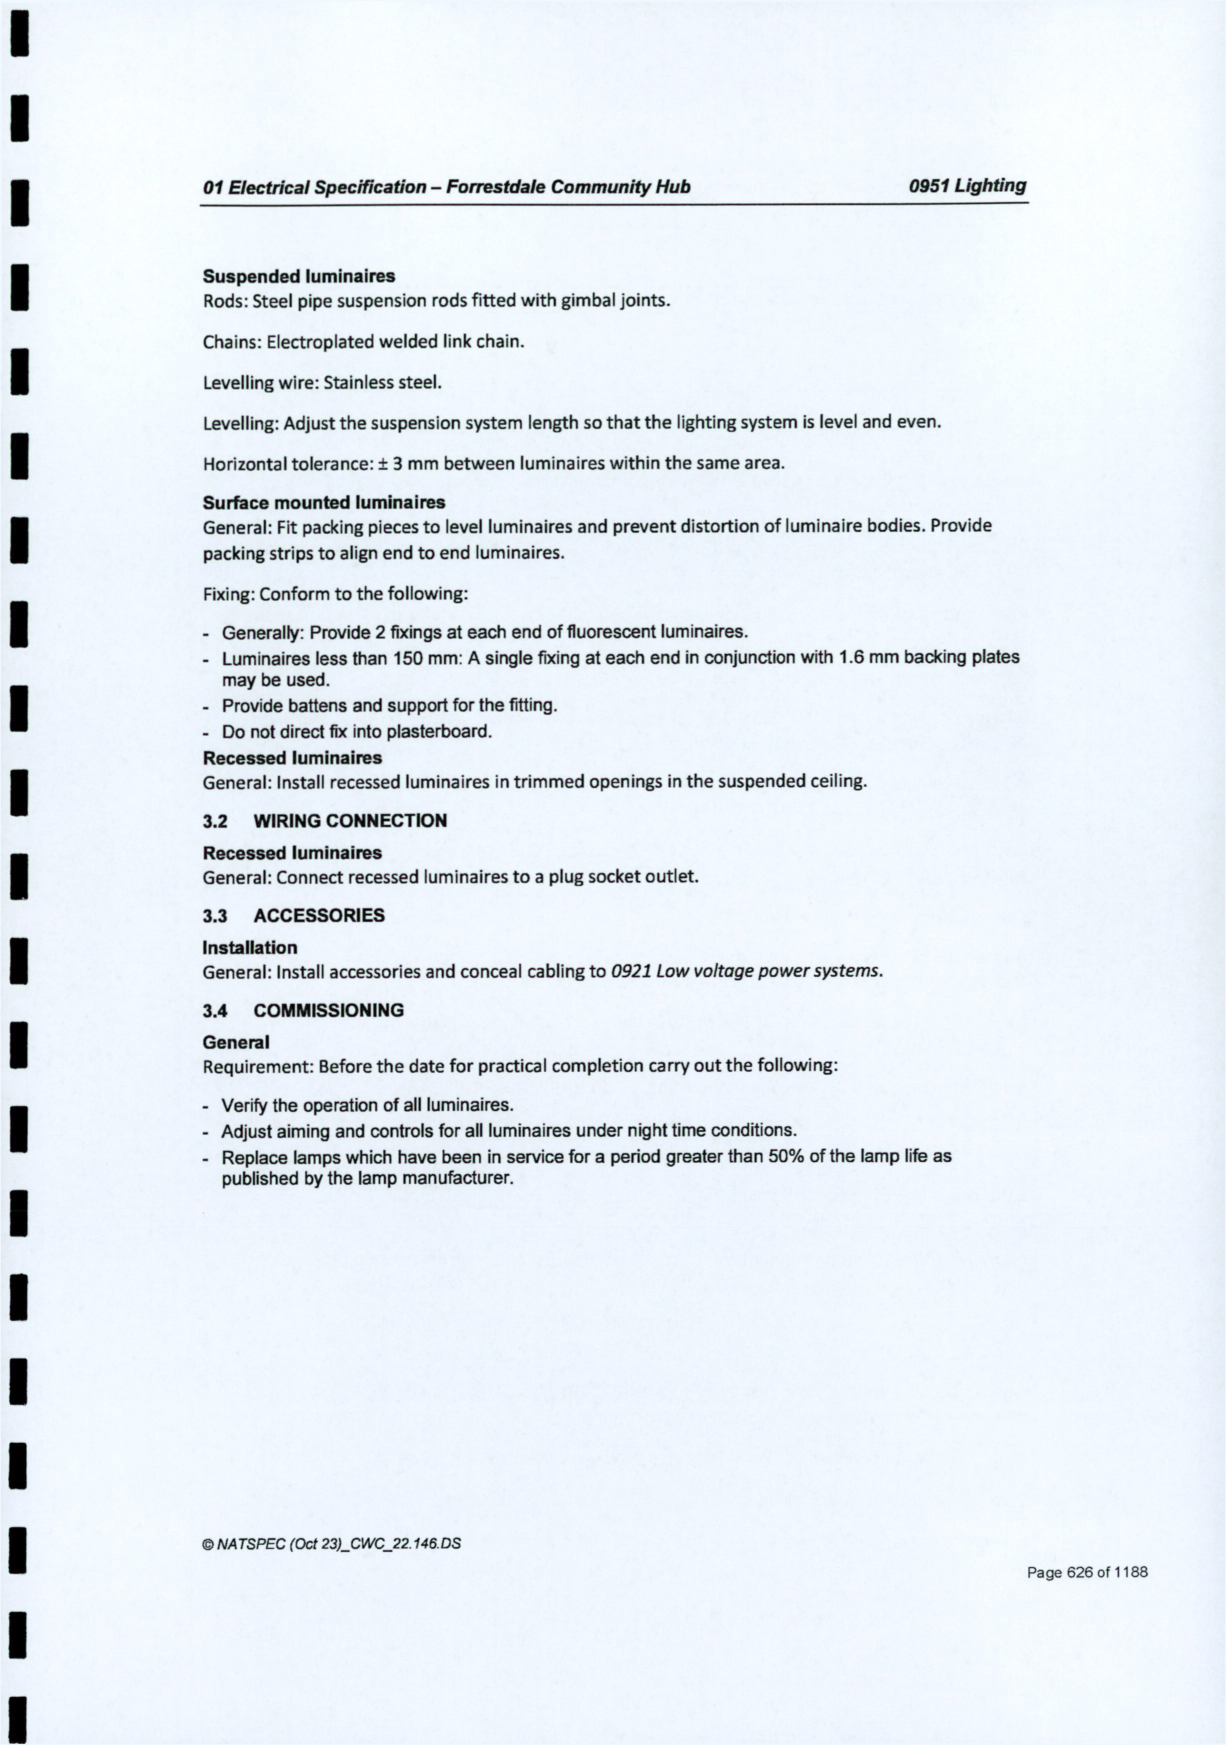 01 Electrical Specification – Forrestdale Community Hub 0951 Lighting
Suspended luminaires
Rods: Steel pipe suspension rods fitted with gimbal joints.
Chains: Electroplated welded link chain.
Levelling wire: Stainless steel.
Levelling: Adjust the suspension system length so that the lighting system is level and even.
Horizontal tolerance: ± 3 mm between luminaires within the same area.
Surface mounted luminaires
General: Fit packing pieces to level luminaires and prevent distortion of luminaire bodies. Provide
packing strips to align end to end luminaires.
Fixing: Conform to the following:
- Generally: Provide 2 fixings at each end of fluorescent luminaires.
- Luminaires less than 150 mm: A single fixing at each end in conjunction with 1.6 mm backing plates
may be used.
- Provide battens and support for the fitting.
- Do not direct fix into plasterboard.
Recessed luminaires
General: Install recessed luminaires in trimmed openings in the suspended ceiling.
3.2 WIRING CONNECTION
Recessed luminaires
General: Connect recessed luminaires to a plug socket outlet.
3.3 ACCESSORIES
Installation
General: Install accessories and conceal cabling to 0921 Low voltage power systems.
3.4 COMMISSIONING
General
Requirement: Before the date for practical completion carry out the following:
- Verify the operation of all luminaires.
- Adjust aiming and controls for all luminaires under night time conditions.
- Replace lamps which have been in service for a period greater than 50% of the lamp life as
published by the lamp manufacturer.
© NATSPEC (Oct 23)_CWC_22.146.DS
Page 626 of 1188